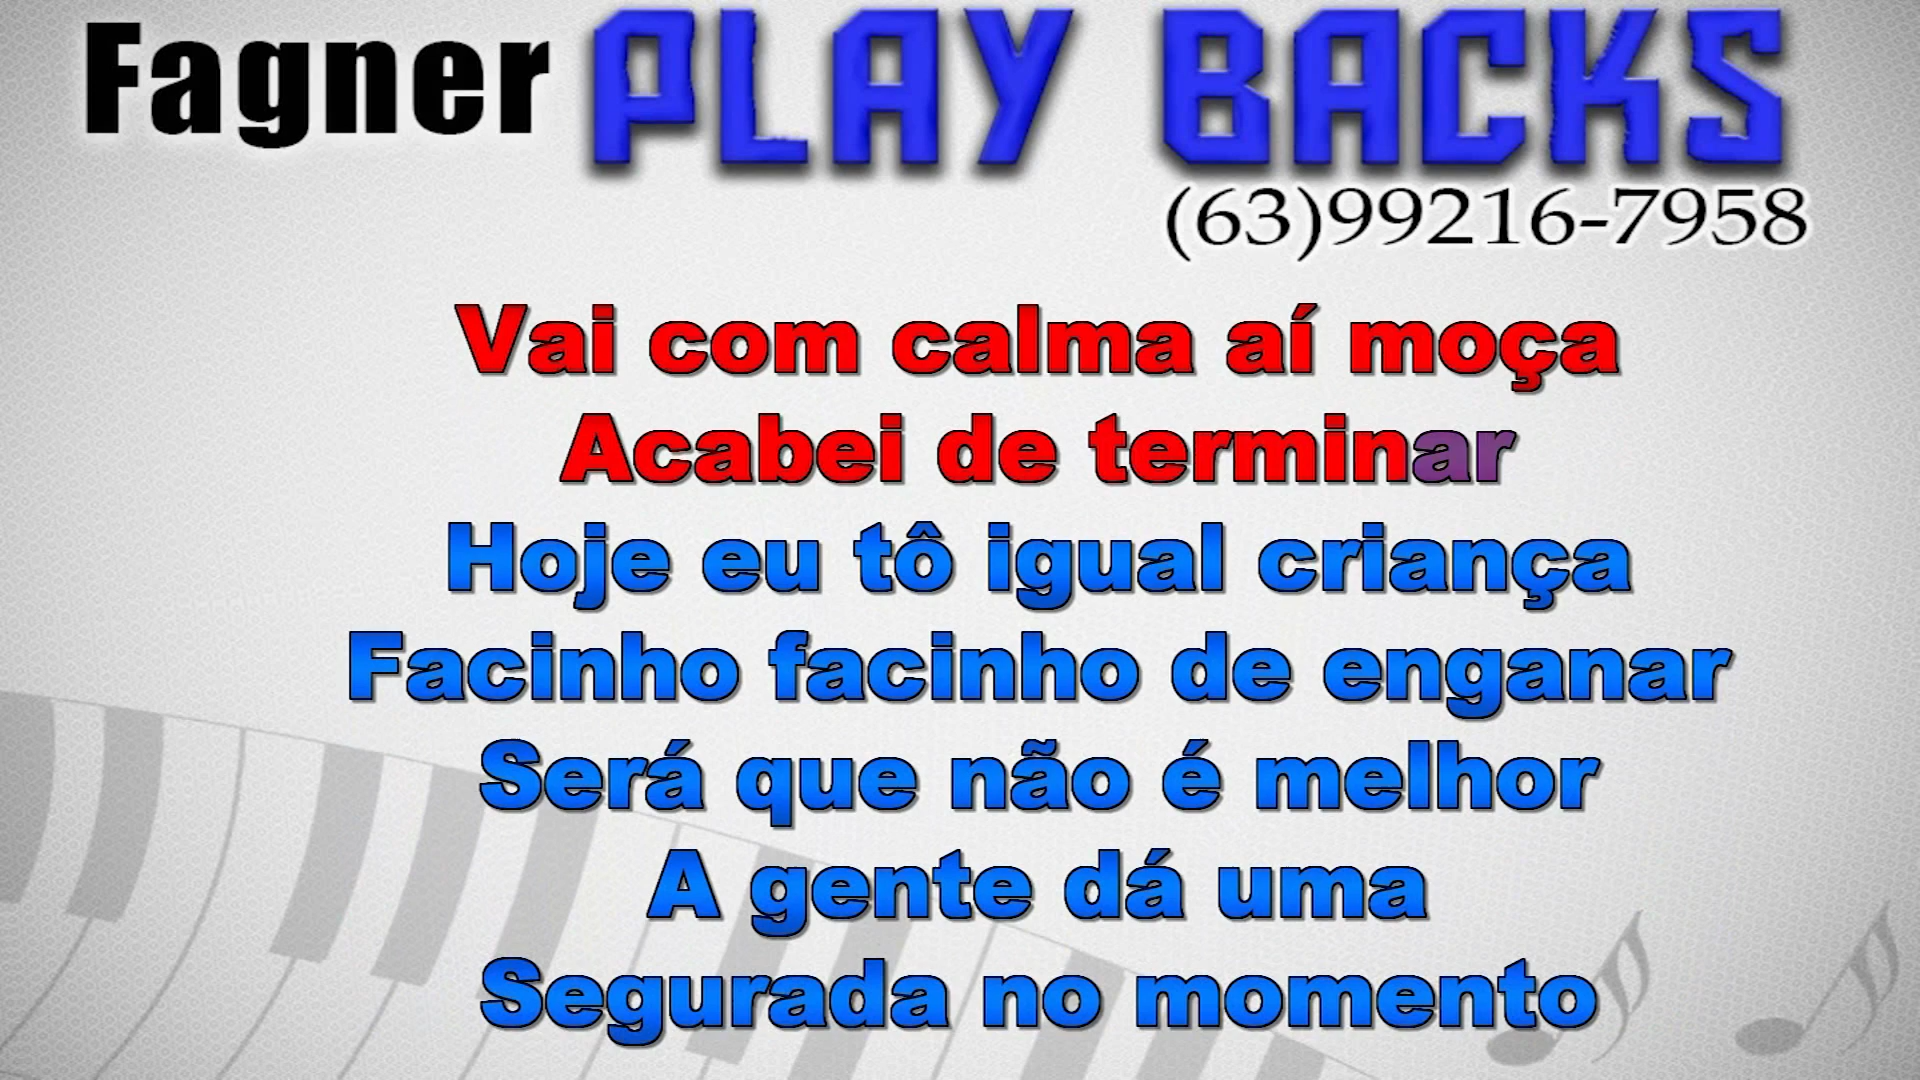 Fagner PLAY BACKS
(63)99216-7958
Vai com calma aí moça
Acabei de terminar
Hoje eu tô igual criança
Facinho facinho de enganar
Será que não é melhor
A gente dá uma
Segurada no momento